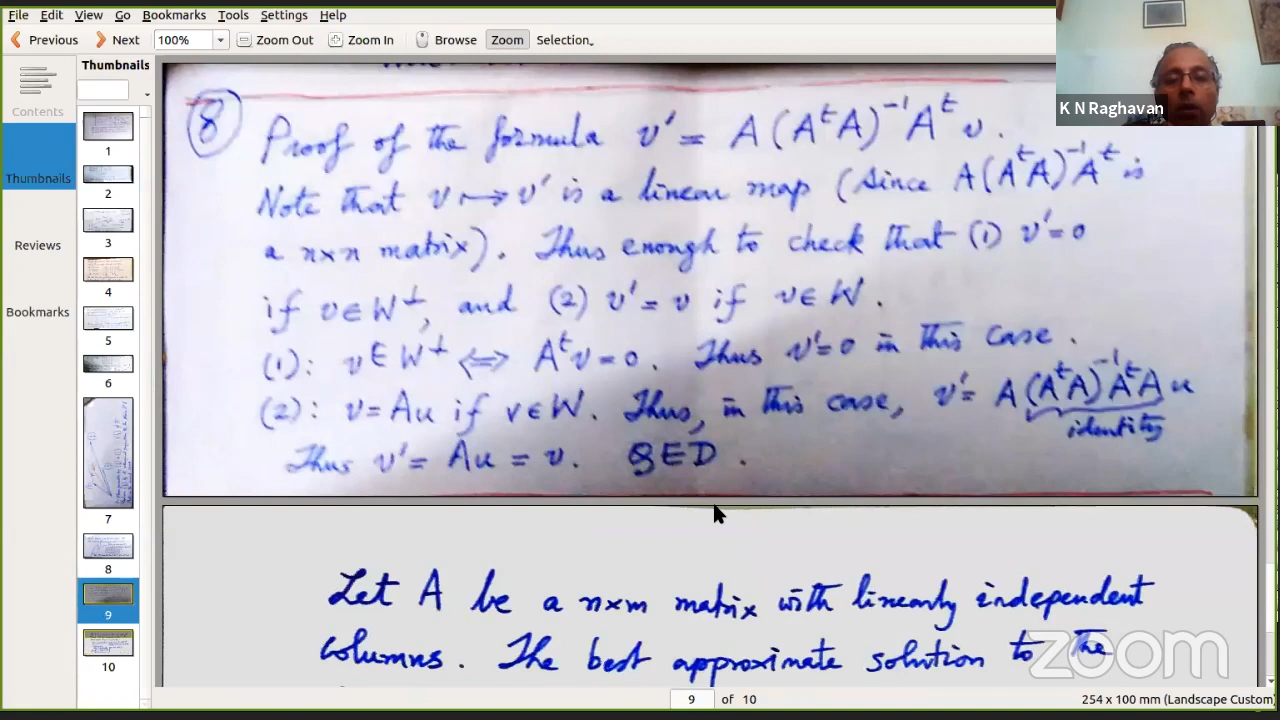 File Edit View Go Bookmarks Tools Settings Help
Previous Next 100% Zoom Out Zoom In Browse Zoom Selection
K N Raghavan
Thumbnails
Contents
Thumbnails
Reviews
Bookmarks
1
2
3
4
5
6
7
8
9
10
8 Proof of the formula v' = A (AᵗA)⁻¹Aᵗ v.
Note that v ↦ v' is a linear map (since A(AᵗA)⁻¹Aᵗ is
a n×n matrix). Thus enough to check that (1) v'=0
if v∈W⊥, and (2) v'=v if v∈W.
(1): v∈W⊥ ⇔ Aᵗv=0. Thus v'=0 in this case.
(2): v=Au if v∈W. Thus, in this case, v'= A(AᵗA)⁻¹AᵗA u
identity
Thus v'= Au = v. QED.
Let A be a n×m matrix with linearly independent
columns. The best approximate solution to the
zoom
9 of 10
254 x 100 mm (Landscape Custom)